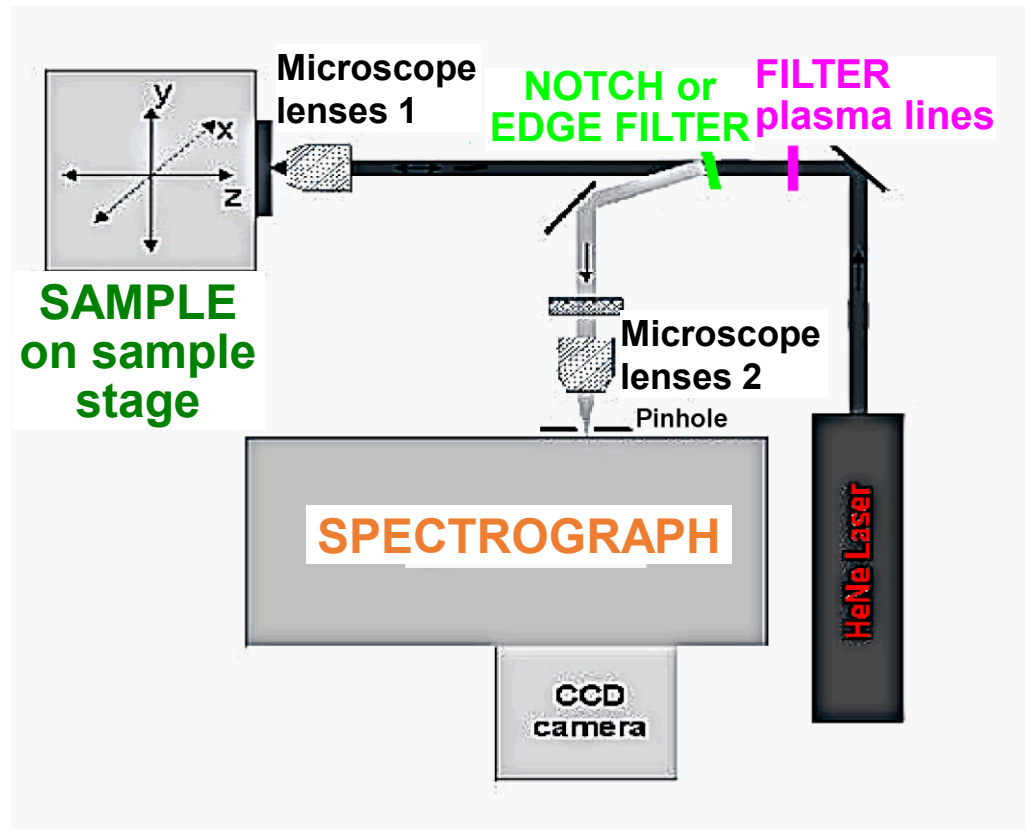 Microscope
lenses 1
NOTCH or
EDGE FILTER
FILTER
plasma lines
y
x
z
SAMPLE
on sample
stage
Microscope
lenses 2
Pinhole
SPECTROGRAPH
HeNe Laser
CCD
camera